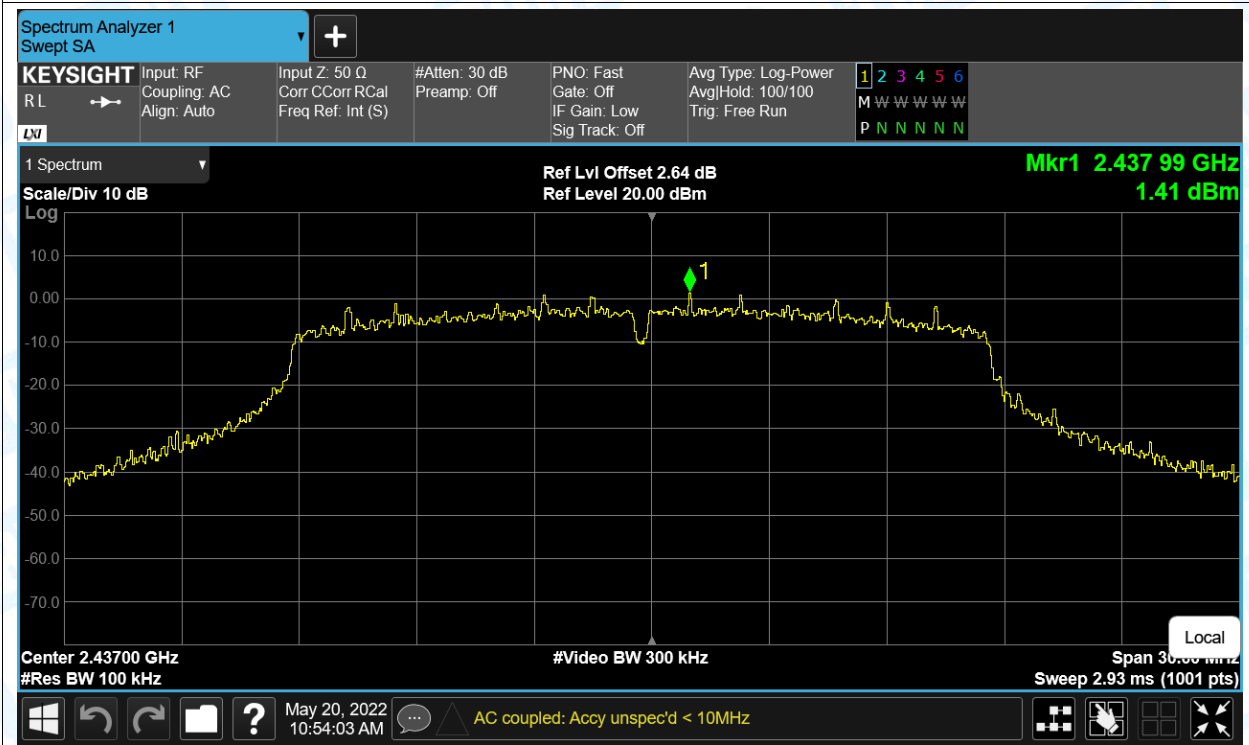 Spectrum Analyzer 1
Swept SA
KEYSIGHT
R L
LXI
Input: RF
Coupling: AC
Align: Auto
Input Z: 50 Ω
Corr CCorr RCal
Freq Ref: Int (S)
#Atten: 30 dB
Preamp: Off
PNO: Fast
Gate: Off
IF Gain: Low
Sig Track: Off
Avg Type: Log-Power
Avg|Hold: 100/100
Trig: Free Run
1 2 3 4 5 6
M W W W W W
P N N N N N
1 Spectrum
Scale/Div 10 dB
Log
Ref Lvl Offset 2.64 dB
Ref Level 20.00 dBm
Mkr1 2.437 99 GHz
1.41 dBm
1
10.0
0.00
-10.0
-20.0
-30.0
-40.0
-50.0
-60.0
-70.0
Local
Center 2.43700 GHz
#Video BW 300 kHz
Span 30.00 MHz
#Res BW 100 kHz
Sweep 2.93 ms (1001 pts)
?
May 20, 2022
10:54:03 AM
AC coupled: Accy unspec'd < 10MHz